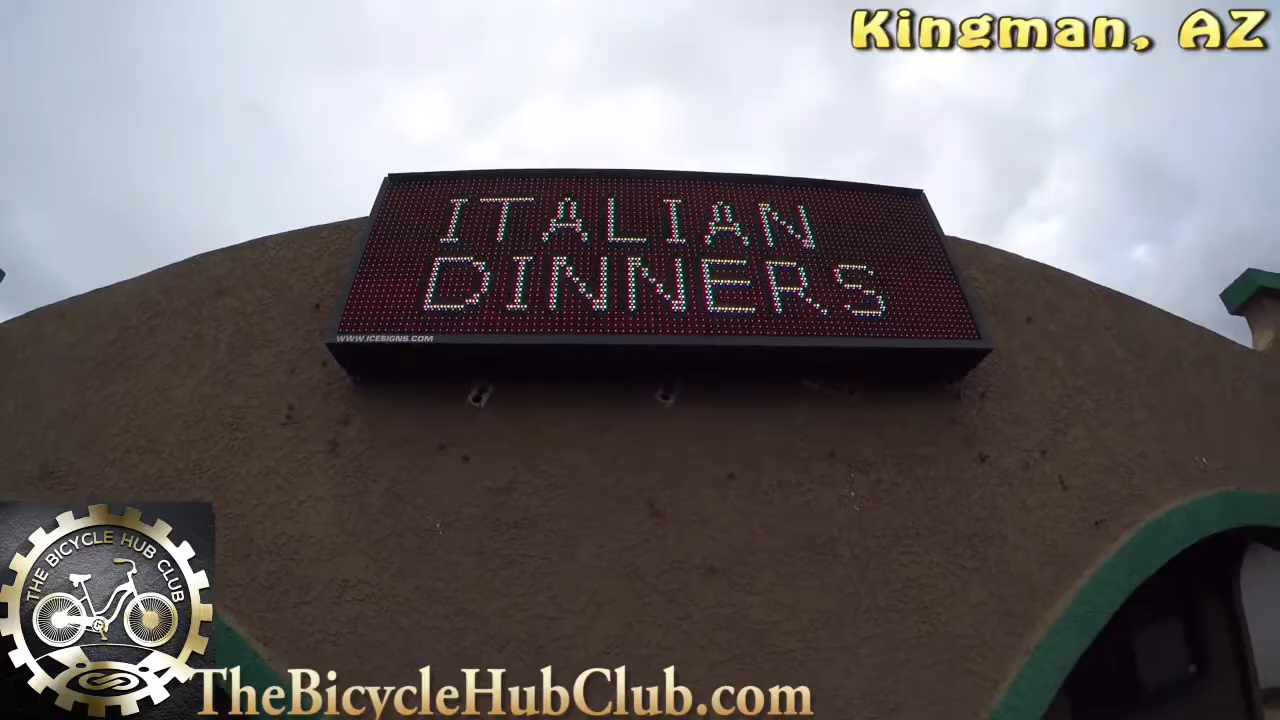 Kingman, AZ
ITALIAN
DINNERS
WWW.ICESIGNS.COM
THE BICYCLE HUB CLUB
TheBicycleHubClub.com